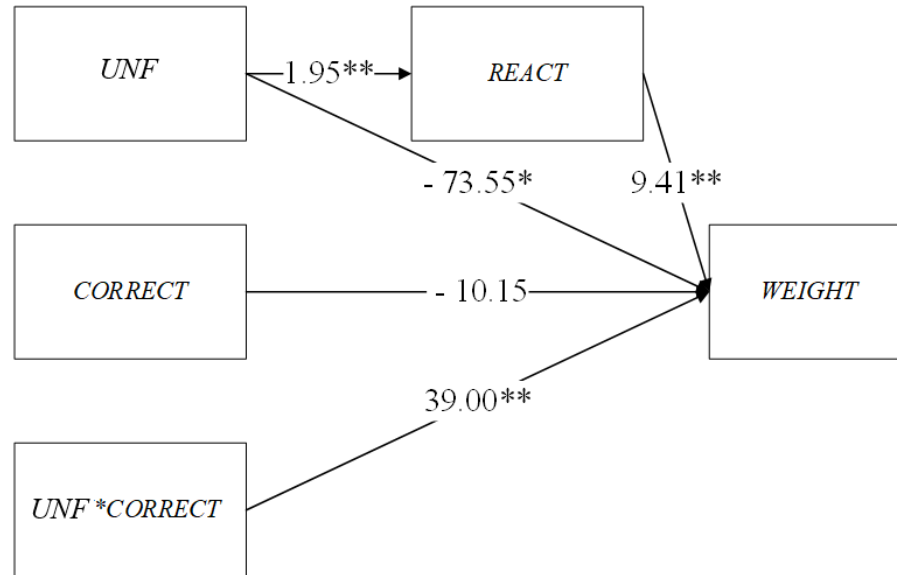 UNF
1.95**
REACT
- 73.55*
9.41**
CORRECT
- 10.15
WEIGHT
39.00**
UNF *CORRECT